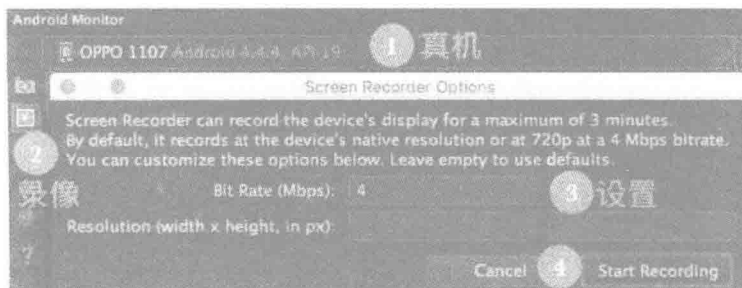 Android Monitor
OPPO 1107 Android 4.4.4, API 19
1 真机
Screen Recorder Options
Screen Recorder can record the device's display for a maximum of 3 minutes.
By default, it records at the device's native resolution or at 720p at a 4 Mbps bitrate.
You can customize these options below. Leave empty to use defaults.
2
录像
Bit Rate (Mbps): 4
3 设置
Resolution (width x height, in px):
?
Cancel
4
Start Recording